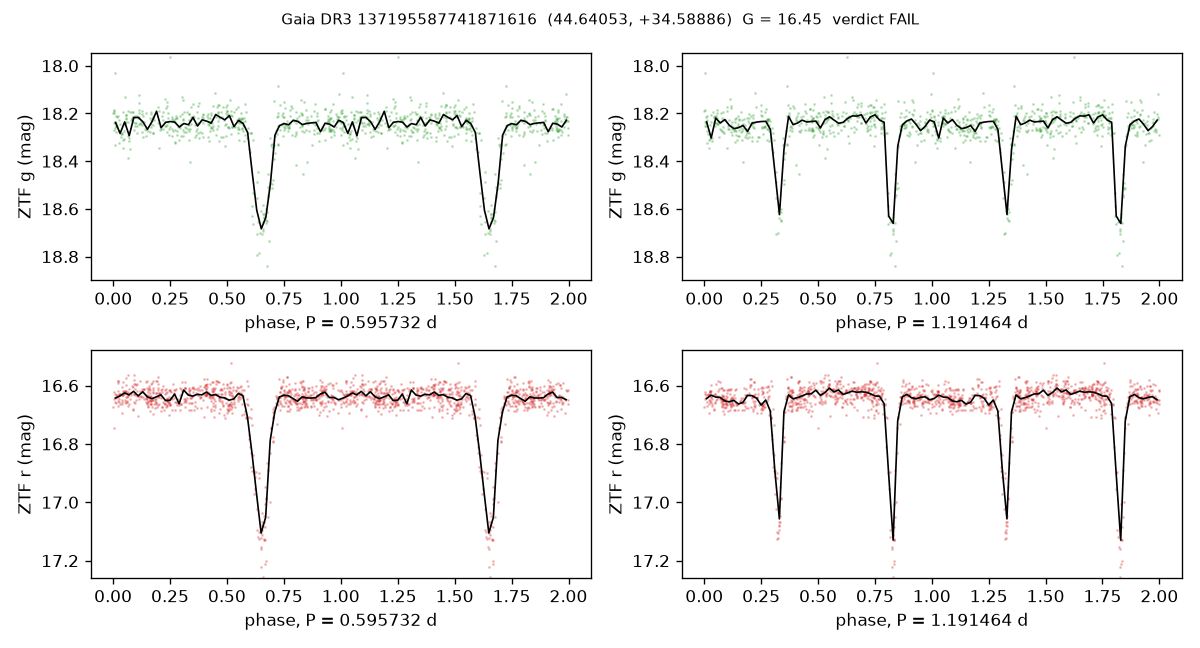 Gaia DR3 137195587741871616 (44.64053, +34.58886) G = 16.45 verdict FAIL
ZTF g (mag)
18.0
18.2
18.4
18.6
18.8
0.00 0.25 0.50 0.75 1.00 1.25 1.50 1.75 2.00
phase, P = 0.595732 d
ZTF g (mag)
18.0
18.2
18.4
18.6
18.8
0.00 0.25 0.50 0.75 1.00 1.25 1.50 1.75 2.00
phase, P = 1.191464 d
ZTF r (mag)
16.6
16.8
17.0
17.2
0.00 0.25 0.50 0.75 1.00 1.25 1.50 1.75 2.00
phase, P = 0.595732 d
ZTF r (mag)
16.6
16.8
17.0
17.2
0.00 0.25 0.50 0.75 1.00 1.25 1.50 1.75 2.00
phase, P = 1.191464 d